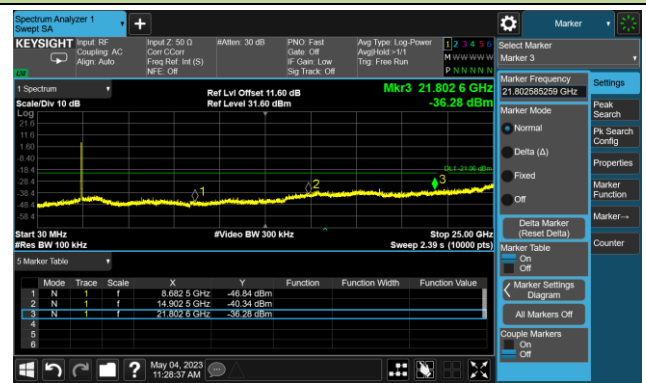 Spectrum Analyzer 1
Swept SA
Marker
KEYSIGHT
Input: RF
Coupling: AC
Align: Auto
Input Z: 50 Ω
Corr CCorr
Freq Ref: Int (S)
NFE: Off
#Atten: 30 dB
PNO: Fast
Gate: Off
IF Gain: Low
Sig Track: Off
Avg Type: Log-Power
Avg|Hold:>1/1
Trig: Free Run
1 2 3 4 5 6
M W W W W W
P N N N N N
LXI
Select Marker
Marker 3
Marker Frequency
21.802585259 GHz
Settings
Peak Search
Pk Search Config
Properties
Marker Function
Marker→
Counter
Marker Mode
Normal
Delta (Δ)
Fixed
Off
Delta Marker
(Reset Delta)
Marker Table
On
Off
Marker Settings
Diagram
All Markers Off
Couple Markers
On
Off
1 Spectrum
Scale/Div 10 dB
Log
Ref Lvl Offset 11.60 dB
Ref Level 31.60 dBm
Mkr3 21.802 6 GHz
-36.28 dBm
21.6
11.6
1.60
-8.40
-18.4
-28.4
-38.4
-48.4
-58.4
1
2
3
Start 30 MHz
#Res BW 100 kHz
#Video BW 300 kHz
Stop 25.00 GHz
Sweep 2.39 s (10000 pts)
5 Marker Table
Mode Trace Scale X Y Function Function Width Function Value
1 N 1 f 8.682 5 GHz -46.84 dBm
2 N 1 f 14.902 5 GHz -40.34 dBm
3 N 1 f 21.802 6 GHz -36.28 dBm
4
5
6
May 04, 2023
11:28:37 AM